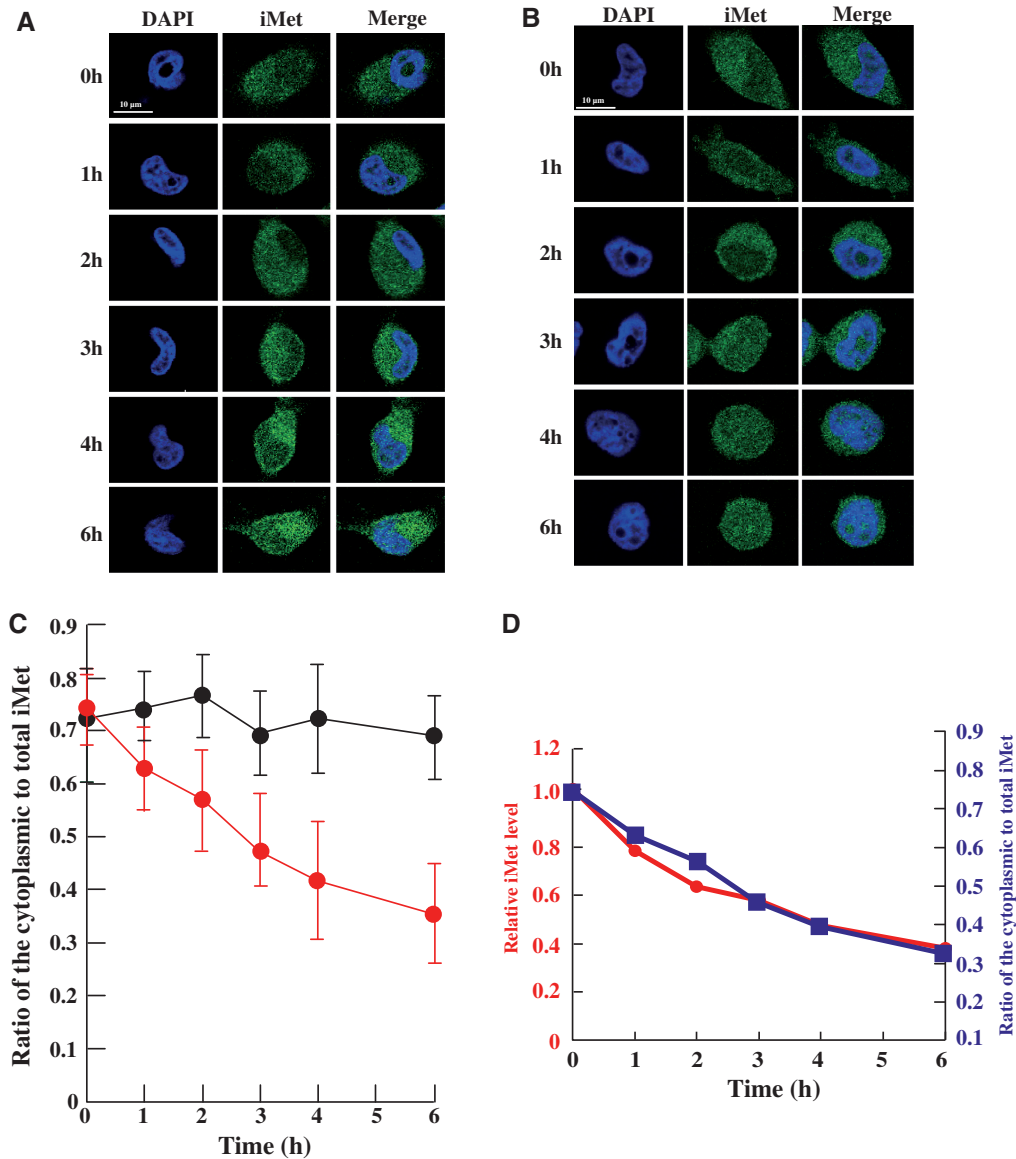 A
DAPI iMet Merge
0h
10 µm
1h
2h
3h
4h
6h
B
DAPI iMet Merge
0h
10 µm
1h
2h
3h
4h
6h
C
Ratio of the cytoplasmic to total iMet
0.9
0.8
0.7
0.6
0.5
0.4
0.3
0.2
0.1
0
0 1 2 3 4 5 6
Time (h)
D
Relative iMet level
1.2
1.0
0.8
0.6
0.4
0.2
0
0.9
0.8
0.7
0.6
0.5
0.4
0.3
0.2
0.1
Ratio of the cytoplasmic to total iMet
0 1 2 3 4 5 6
Time (h)